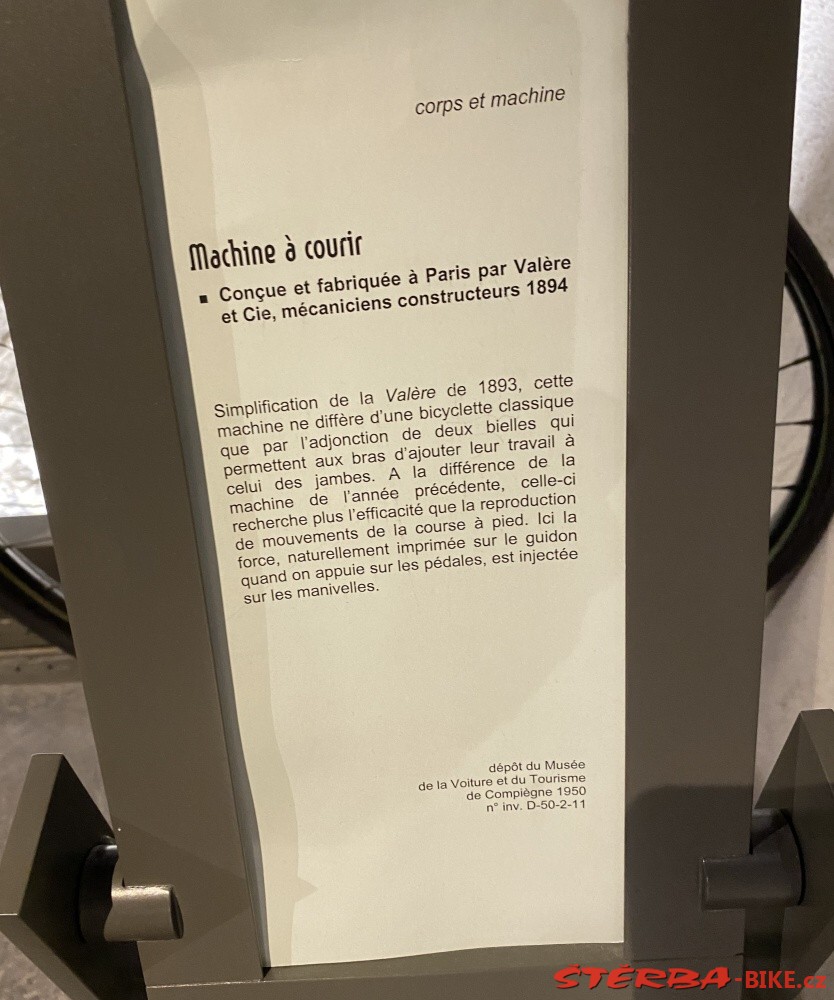 corps et machine
Machine à courir
▪ Conçue et fabriquée à Paris par Valère
et Cie, mécaniciens constructeurs 1894
Simplification de la Valère de 1893, cette
machine ne diffère d'une bicyclette classique
que par l'adjonction de deux bielles qui
permettent aux bras d'ajouter leur travail à
celui des jambes. A la différence de la
machine de l'année précédente, celle-ci
recherche plus l'efficacité que la reproduction
de mouvements de la course à pied. Ici la
force, naturellement imprimée sur le guidon
quand on appuie sur les pédales, est injectée
sur les manivelles.
dépôt du Musée
de la Voiture et du Tourisme
de Compiègne 1950
n° inv. D-50-2-11
ŠTĚRBA-BIKE.cz